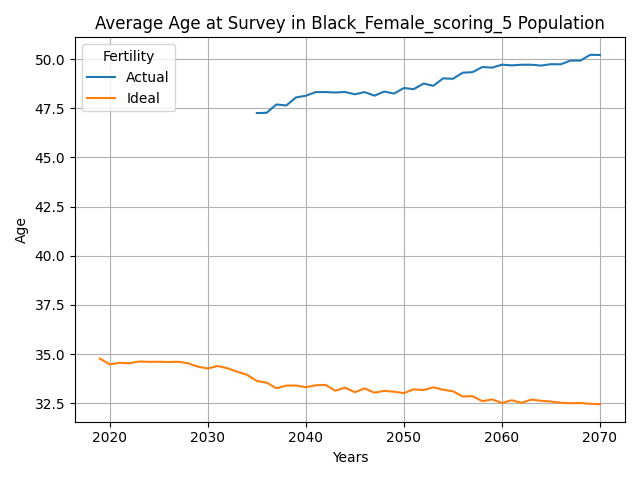 Average Age at Survey in Black_Female_scoring_5 Population
Fertility
Actual
Ideal
Age
50.0
47.5
45.0
42.5
40.0
37.5
35.0
32.5
2020 2030 2040 2050 2060 2070
Years